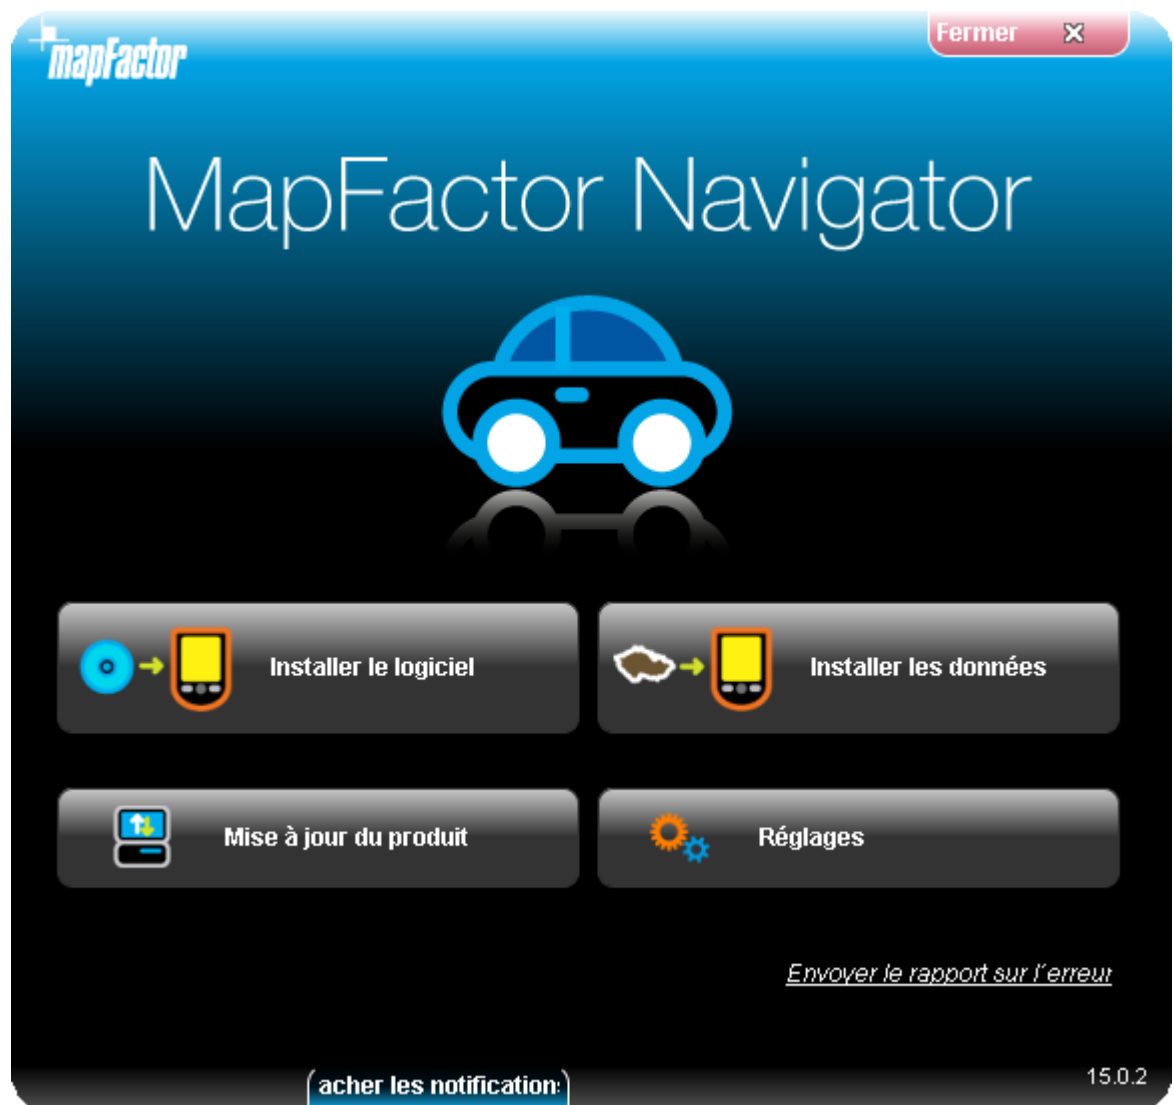 mapFactor
Fermer
MapFactor Navigator
Installer le logiciel
Installer les données
Mise à jour du produit
Réglages
Envoyer le rapport sur l´erreur
acher les notification
15.0.2